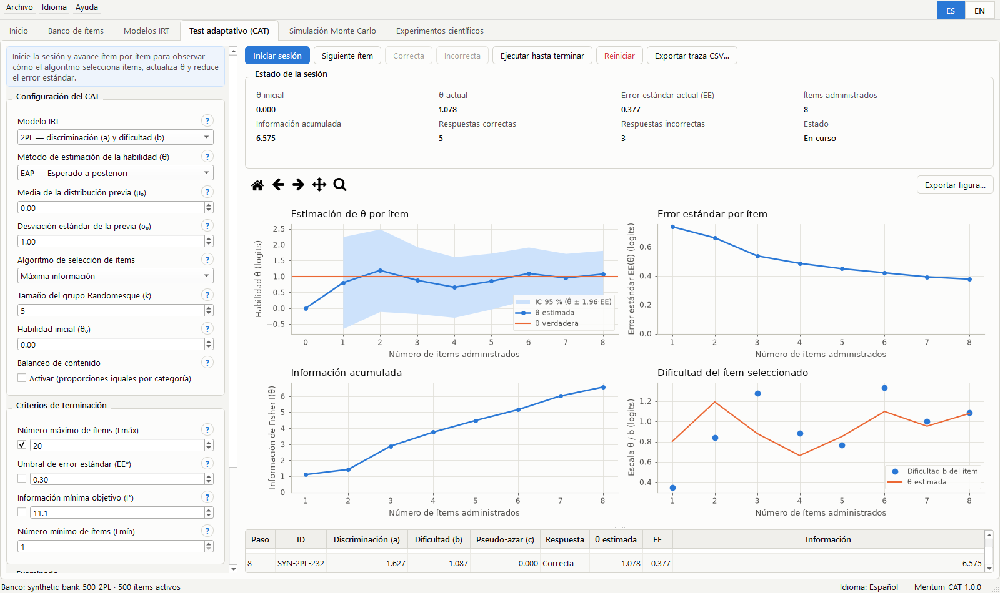 Archivo Idioma Ayuda
ES EN
Inicio Banco de ítems Modelos IRT Test adaptativo (CAT) Simulación Monte Carlo Experimentos científicos
Inicie la sesión y avance ítem por ítem para observar
cómo el algoritmo selecciona ítems, actualiza θ y reduce
el error estándar.
Configuración del CAT
Modelo IRT ?
2PL — discriminación (a) y dificultad (b)
Método de estimación de la habilidad (θ̂) ?
EAP — Esperado a posteriori
Media de la distribución previa (μ₀) ?
0.00
Desviación estándar de la previa (σ₀) ?
1.00
Algoritmo de selección de ítems ?
Máxima información
Tamaño del grupo Randomesque (k) ?
5
Habilidad inicial (θ₀) ?
0.00
Balanceo de contenido ?
Activar (proporciones iguales por categoría)
Criterios de terminación
Número máximo de ítems (Lmáx) ?
20
Umbral de error estándar (EE*) ?
0.30
Información mínima objetivo (I*) ?
11.1
Número mínimo de ítems (Lmín) ?
1
Iniciar sesión Siguiente ítem Correcta Incorrecta Ejecutar hasta terminar Reiniciar Exportar traza CSV...
Estado de la sesión
θ inicial θ actual Error estándar actual (EE) Ítems administrados
0.000 1.078 0.377 8
Información acumulada Respuestas correctas Respuestas incorrectas Estado
6.575 5 3 En curso
Exportar figura...
Estimación de θ por ítem
Habilidad θ (logits)
2.5
2.0
1.5
1.0
0.5
0.0
−0.5
IC 95 % (θ̂ ± 1.96·EE)
θ estimada
θ verdadera
0 1 2 3 4 5 6 7 8
Número de ítems administrados
Error estándar por ítem
Error estándar EE(θ) (logits)
0.6
0.4
0.2
0.0
1 2 3 4 5 6 7 8
Número de ítems administrados
Información acumulada
Información de Fisher I(θ)
6
5
4
3
2
1
0
1 2 3 4 5 6 7 8
Número de ítems administrados
Dificultad del ítem seleccionado
Escala θ / b (logits)
1.2
1.0
0.8
0.6
0.4
Dificultad b del ítem
θ estimada
1 2 3 4 5 6 7 8
Número de ítems administrados
Paso ID Discriminación (a) Dificultad (b) Pseudo-azar (c) Respuesta θ estimada EE Información
8 SYN-2PL-232 1.627 1.087 0.000 Correcta 1.078 0.377 6.575
Banco: synthetic_bank_500_2PL · 500 ítems activos Idioma: Español Meritum_CAT 1.0.0